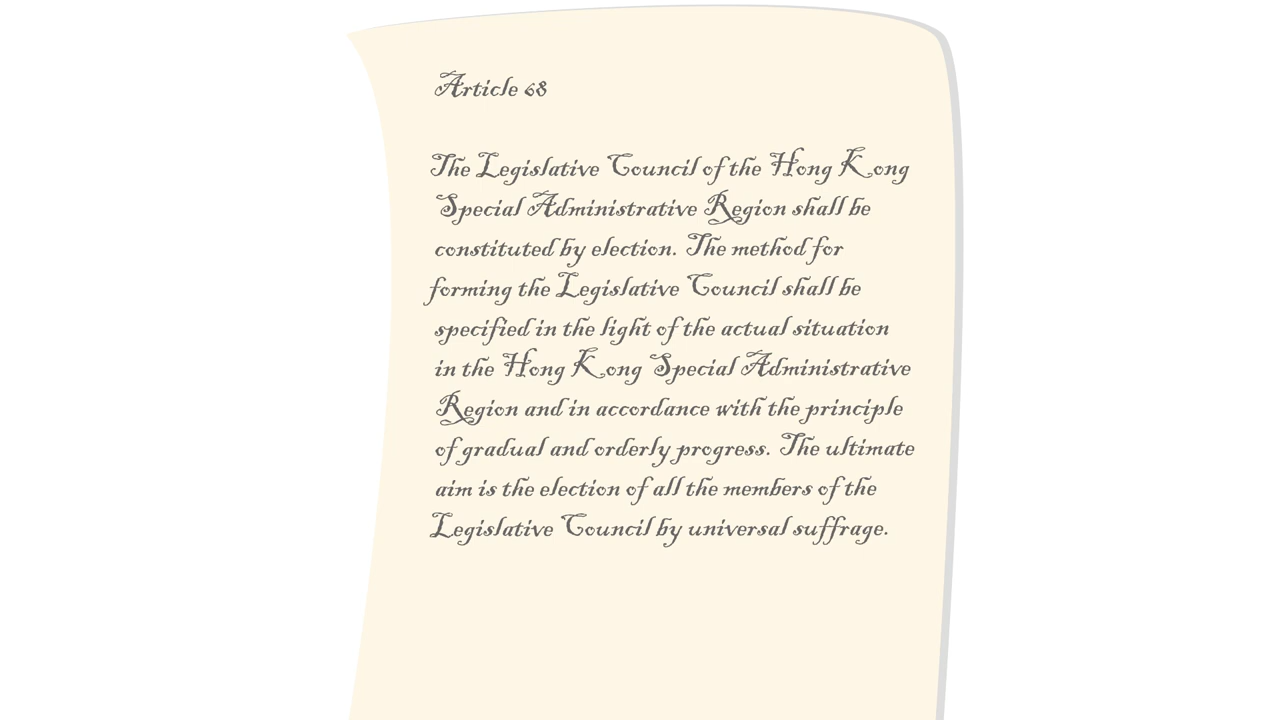 Article 68
The Legislative Council of the Hong Kong
Special Administrative Region shall be
constituted by election. The method for
forming the Legislative Council shall be
specified in the light of the actual situation
in the Hong Kong Special Administrative
Region and in accordance with the principle
of gradual and orderly progress. The ultimate
aim is the election of all the members of the
Legislative Council by universal suffrage.